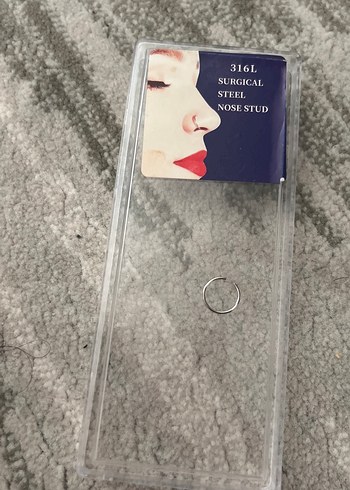 316L
SURGICAL
STEEL
NOSE STUD